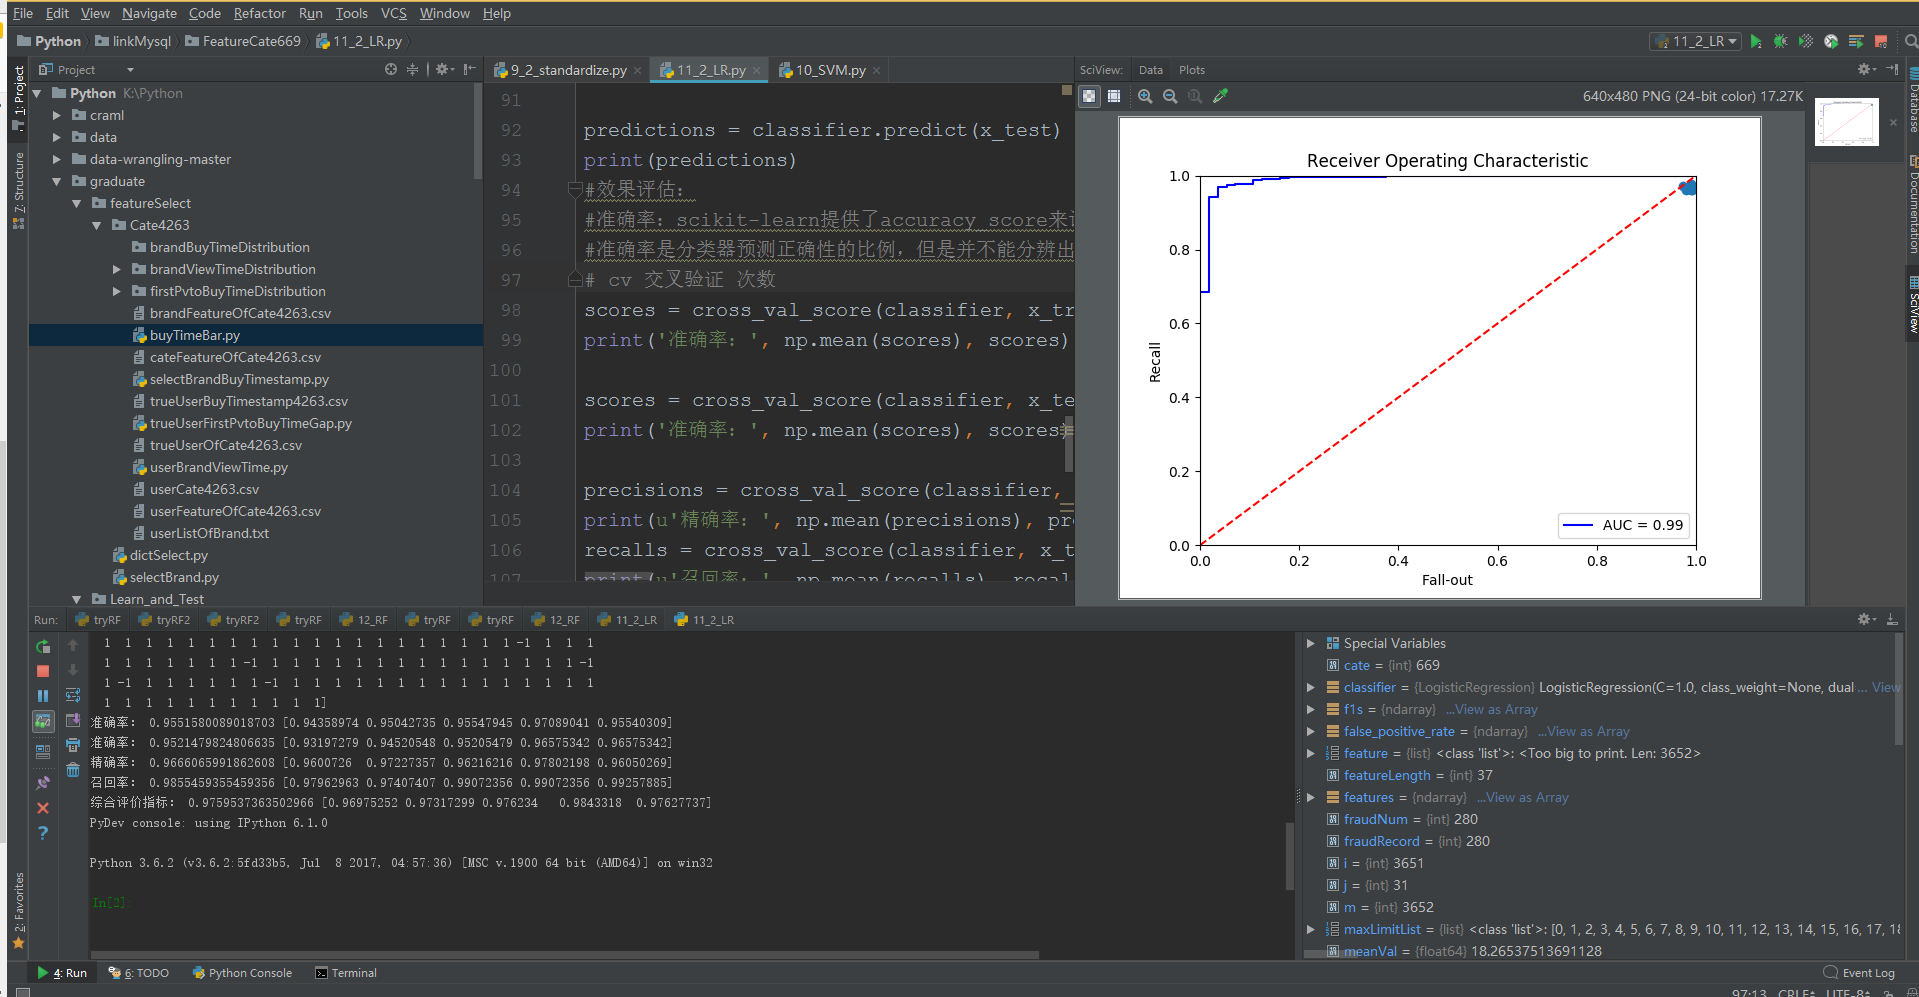 File Edit View Navigate Code Refactor Run Tools VCS Window Help
Python linkMysql FeatureCate669 11_2_LR.py
11_2_LR
1: Project
7: Structure
2: Favorites
Project
Python K:\Python
craml
data
data-wrangling-master
graduate
featureSelect
Cate4263
brandBuyTimeDistribution
brandViewTimeDistribution
firstPvtoBuyTimeDistribution
brandFeatureOfCate4263.csv
buyTimeBar.py
cateFeatureOfCate4263.csv
selectBrandBuyTimestamp.py
trueUserBuyTimestamp4263.csv
trueUserFirstPvtoBuyTimeGap.py
trueUserOfCate4263.csv
userBrandViewTime.py
userCate4263.csv
userFeatureOfCate4263.csv
userListOfBrand.txt
dictSelect.py
selectBrand.py
Learn_and_Test
9_2_standardize.py 11_2_LR.py 10_SVM.py
91
92 predictions = classifier.predict(x_test)
93 print(predictions)
94 #效果评估:
95 #准确率: scikit-learn提供了accuracy_score来
96 #准确率是分类器预测正确性的比例, 但是并不能分辨出
97 # cv 交叉验证 次数
98 scores = cross_val_score(classifier, x_tr
99 print('准确率: ', np.mean(scores), scores)
100
101 scores = cross_val_score(classifier, x_te
102 print('准确率: ', np.mean(scores), scores)
103
104 precisions = cross_val_score(classifier,
105 print(u'精确率: ', np.mean(precisions), pr
106 recalls = cross_val_score(classifier, x_t
107 print(u'召回率: ', np.mean(recalls), recal
SciView: Data Plots
640x480 PNG (24-bit color) 17.27K
Receiver Operating Characteristic
1.0
0.8
0.6
0.4
0.2
0.0
Recall
AUC = 0.99
0.0 0.2 0.4 0.6 0.8 1.0
Fall-out
Database
Documentation
SciView
Run: tryRF tryRF2 tryRF2 tryRF 12_RF tryRF tryRF 12_RF 11_2_LR 11_2_LR
1 1 1 1 1 1 1 1 1 1 1 1 1 1 1 1 1 1 1 1 -1 1 1 1
1 1 1 1 1 1 1 -1 1 1 1 1 1 1 1 1 1 1 1 1 1 1 1 -1
1 -1 1 1 1 1 1 1 -1 1 1 1 1 1 1 1 1 1 1 1 1 1 1 1
1 1 1 1 1 1 1 1 1 1 1]
准确率: 0.9551580089018703 [0.94358974 0.95042735 0.95547945 0.97089041 0.95540309]
准确率: 0.9521479824806635 [0.93197279 0.94520548 0.95205479 0.96575342 0.96575342]
精确率: 0.9666065991862608 [0.9600726 0.97227357 0.96216216 0.97802198 0.96050269]
召回率: 0.9855459355459356 [0.97962963 0.97407407 0.99072356 0.99072356 0.99257885]
综合评价指标: 0.9759537363502966 [0.96975252 0.97317299 0.976234 0.9843318 0.97627737]
PyDev console: using IPython 6.1.0
Python 3.6.2 (v3.6.2:5fd33b5, Jul 8 2017, 04:57:36) [MSC v.1900 64 bit (AMD64)] on win32
In[2]:
Special Variables
cate = {int} 669
classifier = {LogisticRegression} LogisticRegression(C=1.0, class_weight=None, dual ... View
f1s = {ndarray} ...View as Array
false_positive_rate = {ndarray} ...View as Array
feature = {list} <class 'list'>: <Too big to print. Len: 3652>
featureLength = {int} 37
features = {ndarray} ...View as Array
fraudNum = {int} 280
fraudRecord = {int} 280
i = {int} 3651
j = {int} 31
m = {int} 3652
maxLimitList = {list} <class 'list'>: [0, 1, 2, 3, 4, 5, 6, 7, 8, 9, 10, 11, 12, 13, 14, 15, 16, 17, 18
meanVal = {float64} 18.26537513691128
4: Run 6: TODO Python Console Terminal Event Log
97:13 CRLF UTF-8